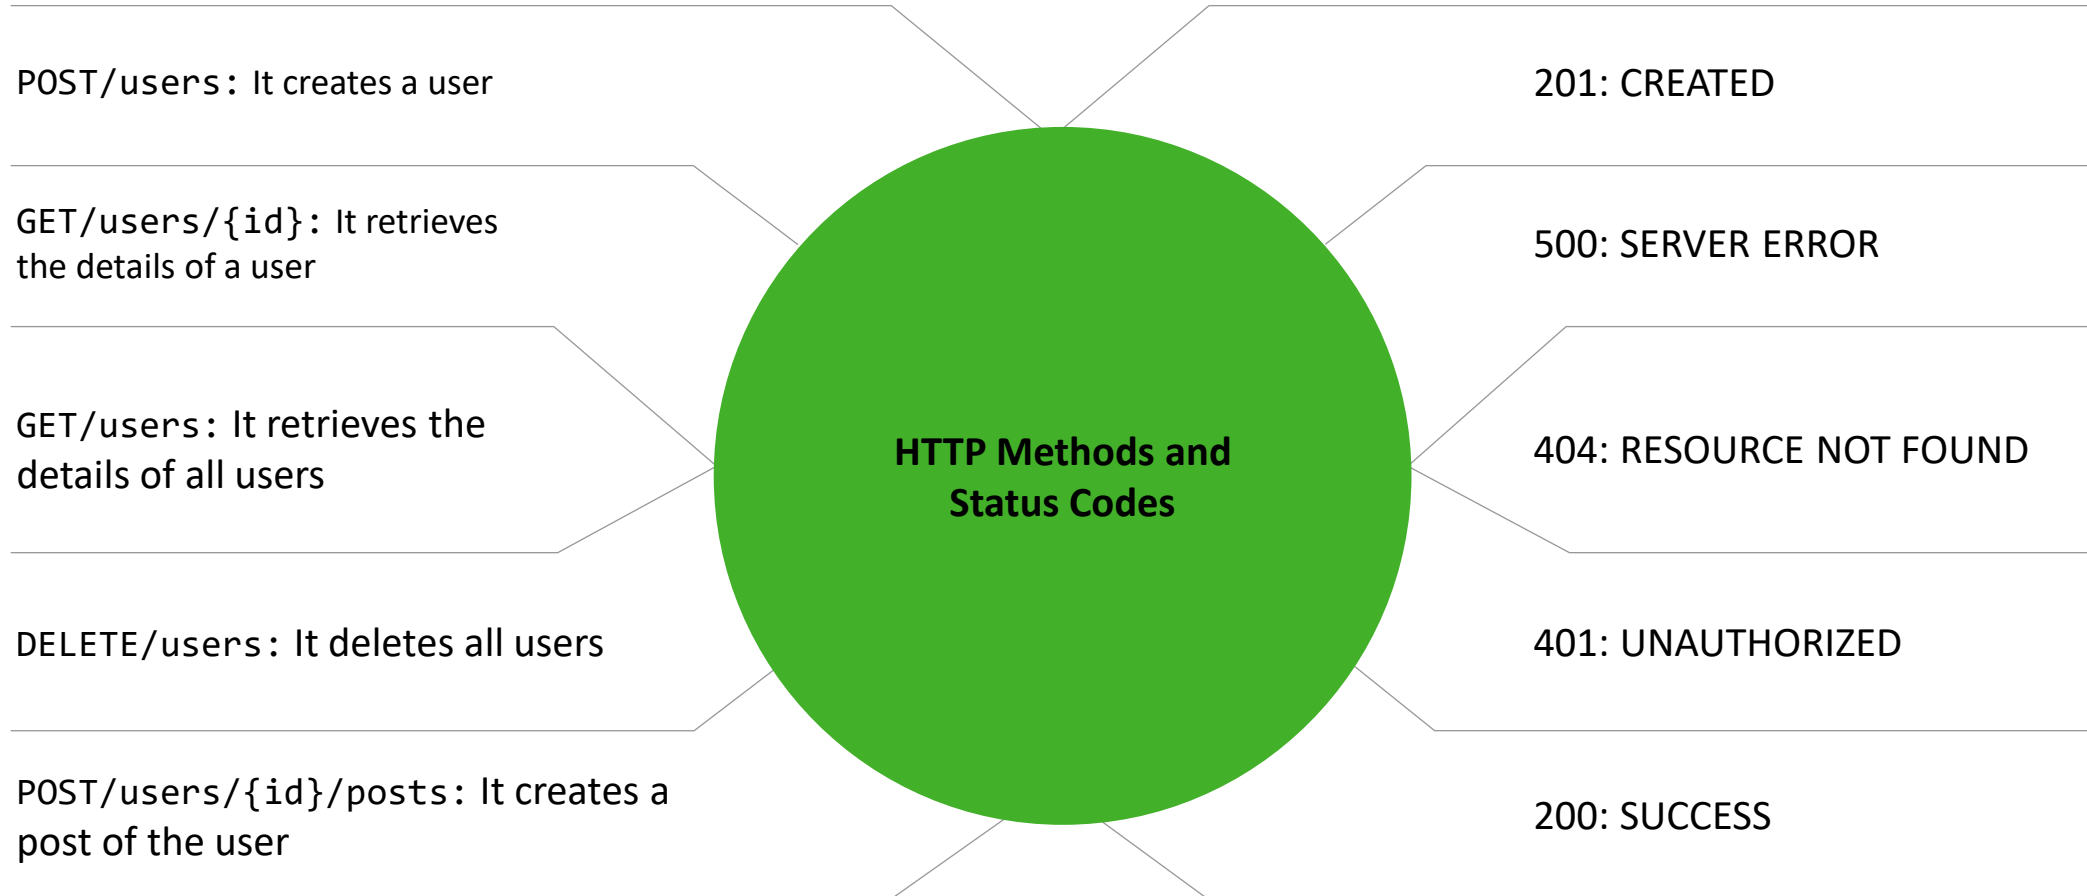 POST/users: It creates a user
GET/users/{id}: It retrieves
the details of a user
GET/users: It retrieves the
details of all users
DELETE/users: It deletes all users
POST/users/{id}/posts: It creates a
post of the user
HTTP Methods and
Status Codes
201: CREATED
500: SERVER ERROR
404: RESOURCE NOT FOUND
401: UNAUTHORIZED
200: SUCCESS